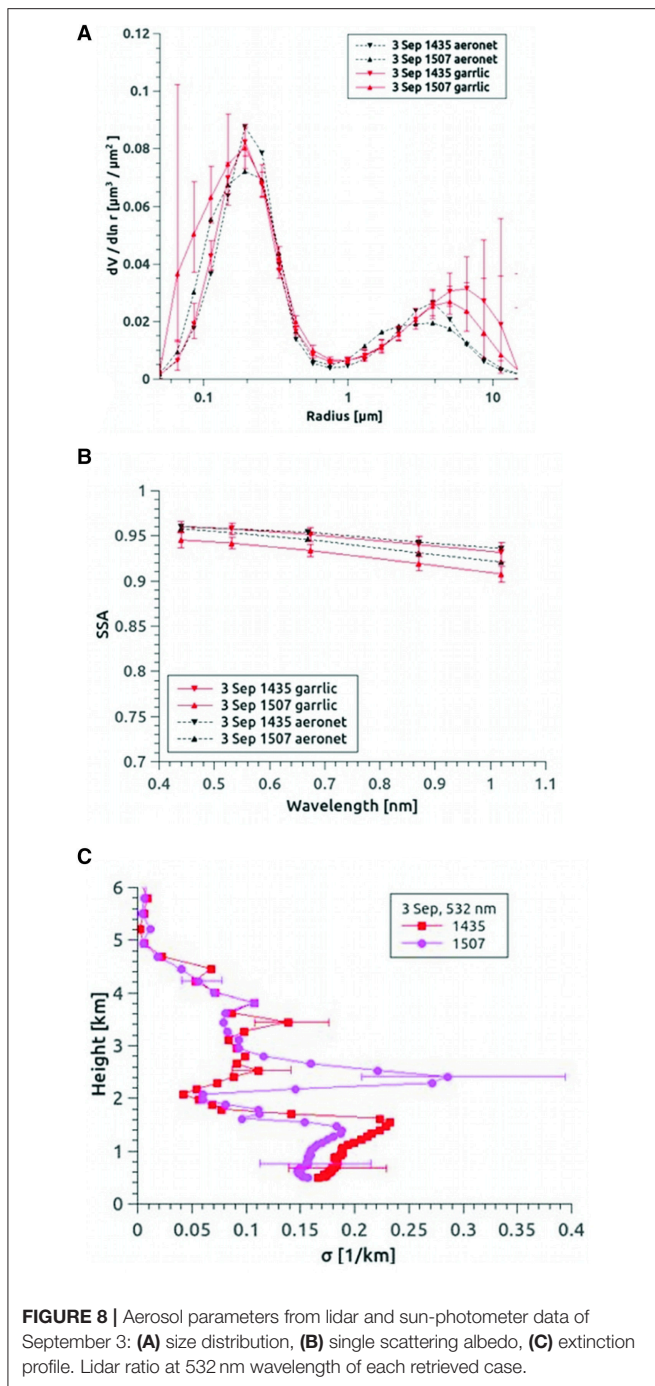 A
3 Sep 1435 aeronet
3 Sep 1507 aeronet
3 Sep 1435 garrlic
3 Sep 1507 garrlic
0.12
0.1
0.08
0.06
0.04
0.02
0
dV / dln r [µm³ / µm²]
0.1 1 10
Radius [µm]
B
1
0.95
0.9
0.85
0.8
0.75
0.7
SSA
3 Sep 1435 garrlic
3 Sep 1507 garrlic
3 Sep 1435 aeronet
3 Sep 1507 aeronet
0.4 0.5 0.6 0.7 0.8 0.9 1 1.1
Wavelength [nm]
C
6
5
4
3
2
1
0
Height [km]
3 Sep, 532 nm
1435
1507
0 0.05 0.1 0.15 0.2 0.25 0.3 0.35 0.4
σ [1/km]
FIGURE 8 | Aerosol parameters from lidar and sun-photometer data of
September 3: (A) size distribution, (B) single scattering albedo, (C) extinction
profile. Lidar ratio at 532 nm wavelength of each retrieved case.